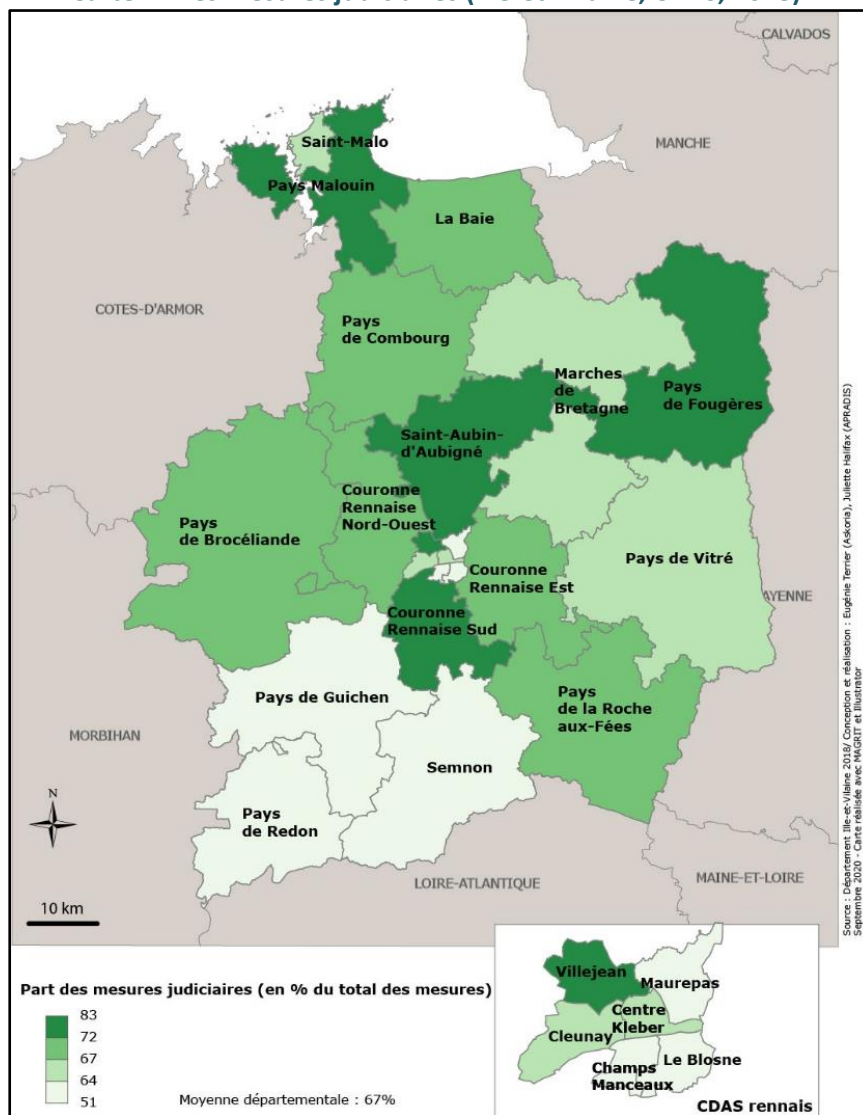 CALVADOS
MANCHE
Saint-Malo
Pays Malouin
La Baie
COTES-D'ARMOR
Pays
de Combourg
Marches
de
Bretagne
Pays
de Fougères
Saint-Aubin-
d'Aubigné
Couronne
Rennaise
Nord-Ouest
Pays
de Brocéliande
Pays de Vitré
Couronne
Rennaise Est
AYENNE
Couronne
Rennaise Sud
Pays de Guichen
Pays
de la Roche
aux-Fées
MORBIHAN
Semnon
N
Pays
de Redon
LOIRE-ATLANTIQUE
MAINE-ET-LOIRE
10 km
Source : Département Ille-et-Vilaine 2018/ Conception et réalisation : Eugénie Terrier (Askoria), Juliette Halifax (APRADIS)
Septembre 2020 - Carte réalisée avec MAGRIT et Illustrator
Part des mesures judiciaires (en % du total des mesures)
83
72
67
64
51
Moyenne départementale : 67%
Villejean
Maurepas
Centre
Kleber
Cleunay
Le Blosne
Champs
Manceaux
CDAS rennais